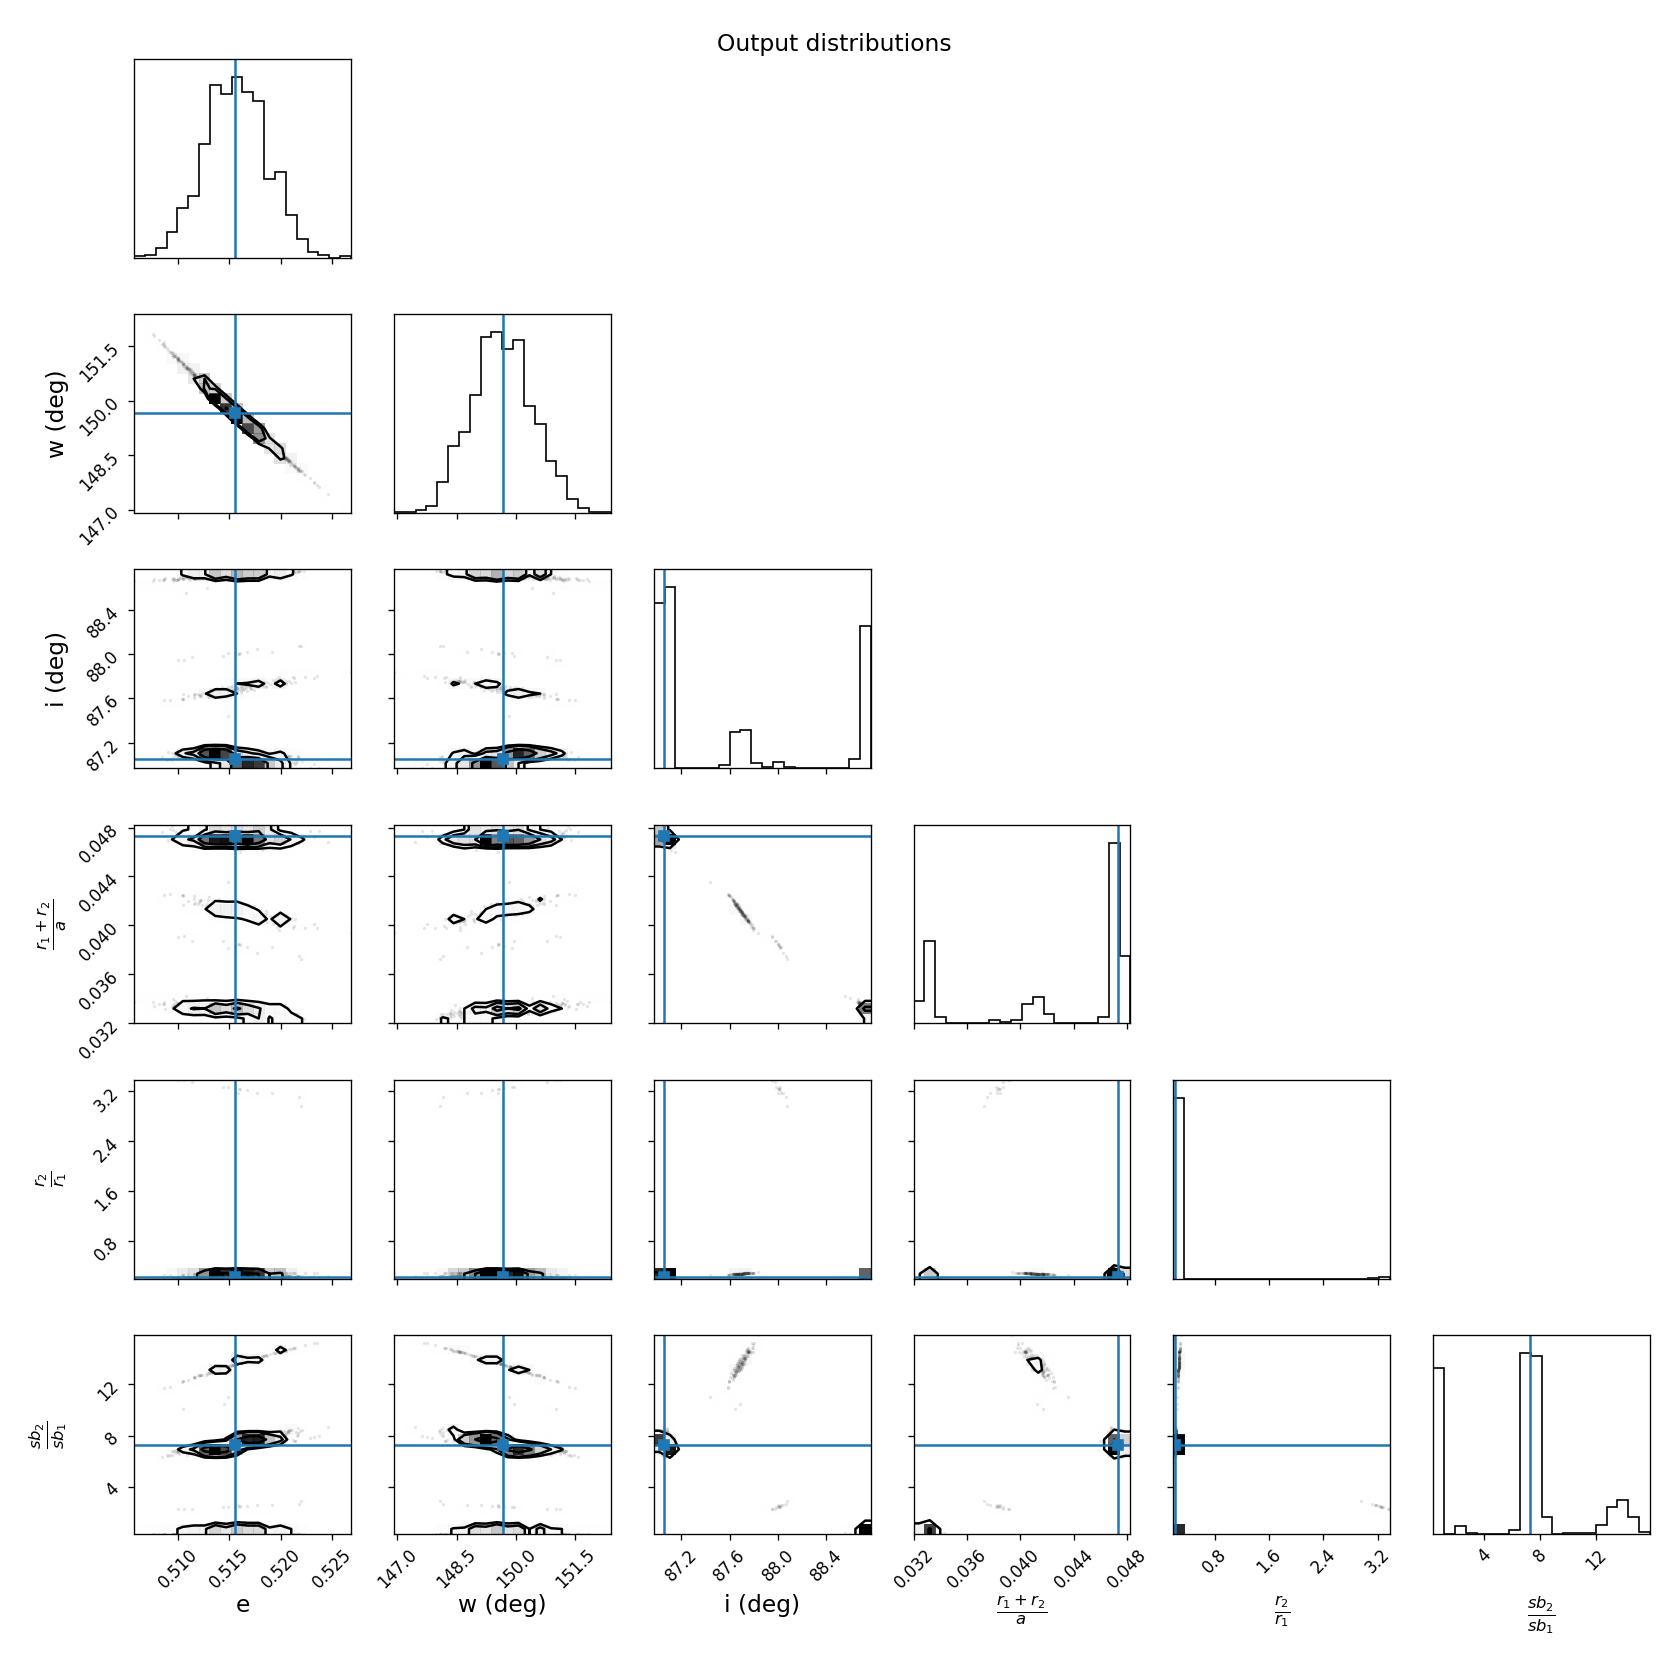 Output distributions
w (deg)
151.5
150.0
148.5
147.0
i (deg)
88.4
88.0
87.6
87.2
r₁ + r₂
a
0.048
0.044
0.040
0.036
0.032
r₂
r₁
3.2
2.4
1.6
0.8
sb₂
sb₁
12
8
4
0.510 0.515 0.520 0.525 147.0 148.5 150.0 151.5 87.2 87.6 88.0 88.4 0.032 0.036 0.040 0.044 0.048 0.8 1.6 2.4 3.2 4 8 12
e w (deg) i (deg) r₁ + r₂ r₂ sb₂
a r₁ sb₁